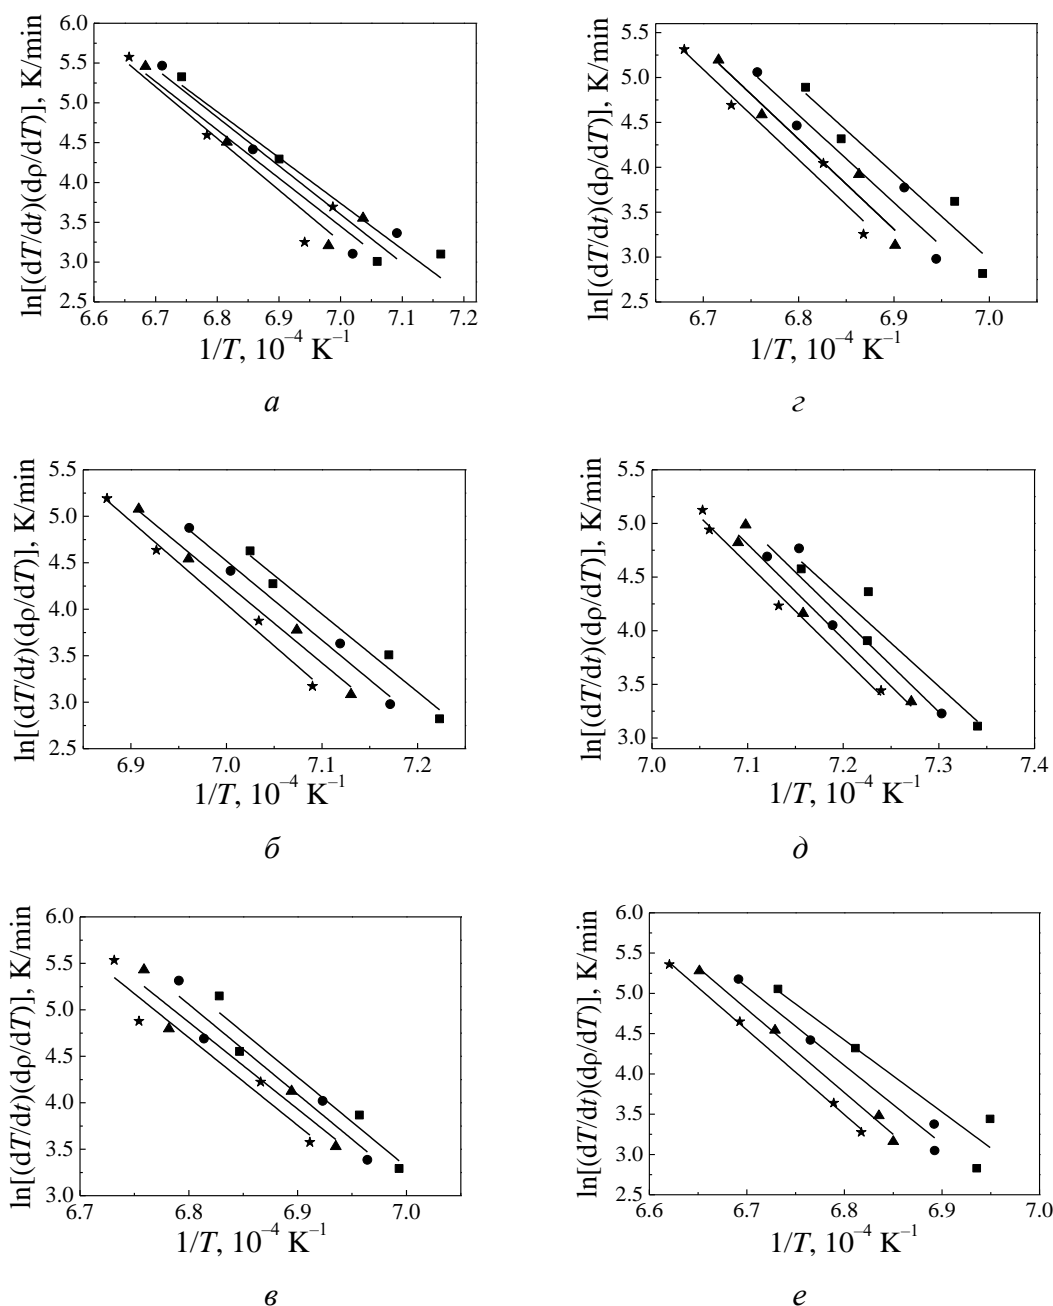 6.0
5.5
5.0
4.5
4.0
3.5
3.0
2.5
6.6 6.7 6.8 6.9 7.0 7.1 7.2
ln[(dT/dt)(dρ/dT)], K/min
1/T, 10⁻⁴ K⁻¹
а
5.5
5.0
4.5
4.0
3.5
3.0
2.5
6.7 6.8 6.9 7.0
ln[(dT/dt)(dρ/dT)], K/min
1/T, 10⁻⁴ K⁻¹
г
5.5
5.0
4.5
4.0
3.5
3.0
2.5
6.9 7.0 7.1 7.2
ln[(dT/dt)(dρ/dT)], K/min
1/T, 10⁻⁴ K⁻¹
б
5.5
5.0
4.5
4.0
3.5
3.0
7.0 7.1 7.2 7.3 7.4
ln[(dT/dt)(dρ/dT)], K/min
1/T, 10⁻⁴ K⁻¹
д
6.0
5.5
5.0
4.5
4.0
3.5
3.0
6.7 6.8 6.9 7.0
ln[(dT/dt)(dρ/dT)], K/min
1/T, 10⁻⁴ K⁻¹
в
6.0
5.5
5.0
4.5
4.0
3.5
3.0
2.5
6.6 6.7 6.8 6.9 7.0
ln[(dT/dt)(dρ/dT)], K/min
1/T, 10⁻⁴ K⁻¹
е